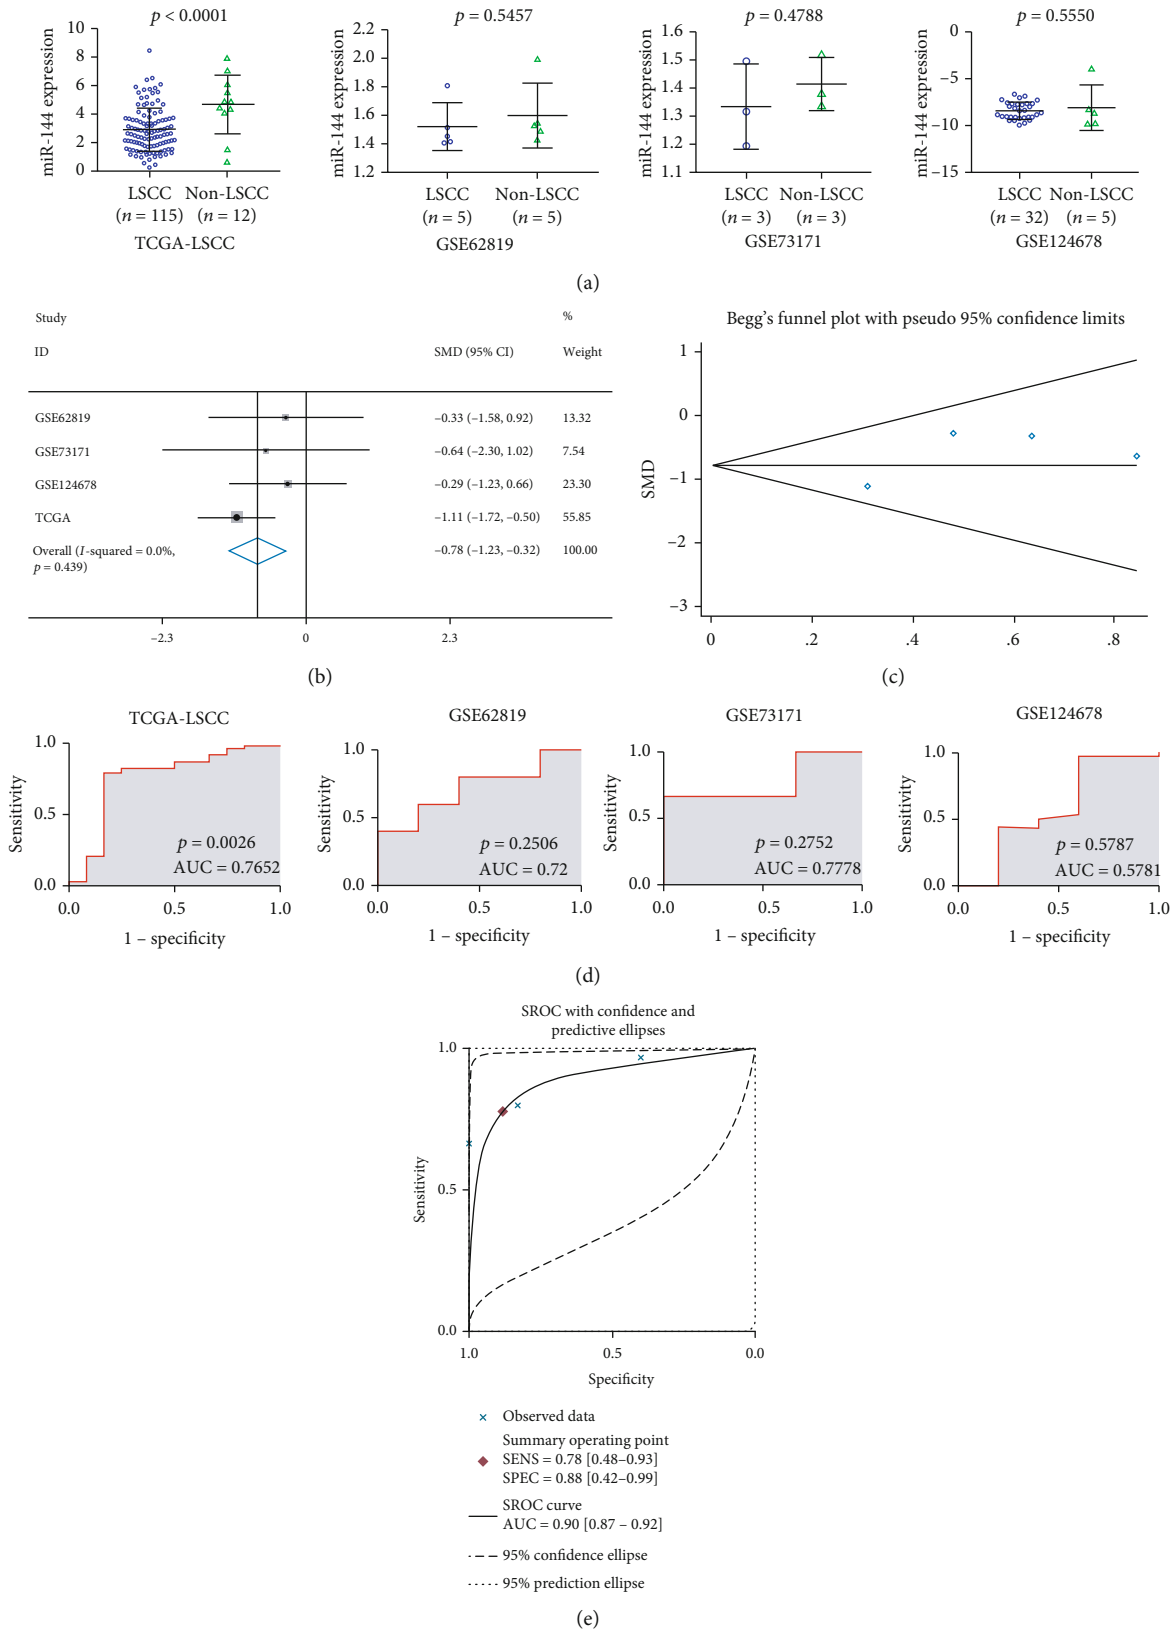 p < 0.0001
miR-144 expression
10
8
6
4
2
0
LSCC Non-LSCC
(n = 115) (n = 12)
TCGA-LSCC
p = 0.5457
miR-144 expression
2.2
2.0
1.8
1.6
1.4
1.2
LSCC Non-LSCC
(n = 5) (n = 5)
GSE62819
p = 0.4788
miR-144 expression
1.6
1.5
1.4
1.3
1.2
1.1
LSCC Non-LSCC
(n = 3) (n = 3)
GSE73171
p = 0.5550
miR-144 expression
0
–5
–10
–15
LSCC Non-LSCC
(n = 32) (n = 5)
GSE124678
(a)
Study %
ID SMD (95% CI) Weight
GSE62819 –0.33 (–1.58, 0.92) 13.32
GSE73171 –0.64 (–2.30, 1.02) 7.54
GSE124678 –0.29 (–1.23, 0.66) 23.30
TCGA –1.11 (–1.72, –0.50) 55.85
Overall (I-squared = 0.0%, –0.78 (–1.23, –0.32) 100.00
p = 0.439)
–2.3 0 2.3
(b)
Begg's funnel plot with pseudo 95% confidence limits
SMD
1
0
–1
–2
–3
0 .2 .4 .6 .8
(c)
TCGA-LSCC
Sensitivity
1.0
0.5
0.0
p = 0.0026
AUC = 0.7652
0.0 0.5 1.0
1 – specificity
GSE62819
Sensitivity
1.0
0.5
0.0
p = 0.2506
AUC = 0.72
0.0 0.5 1.0
1 – specificity
GSE73171
Sensitivity
1.0
0.5
0.0
p = 0.2752
AUC = 0.7778
0.0 0.5 1.0
1 – specificity
GSE124678
Sensitivity
1.0
0.5
0.0
p = 0.5787
AUC = 0.5781
0.0 0.5 1.0
1 – specificity
(d)
SROC with confidence and
predictive ellipses
Sensitivity
1.0
0.5
0.0
1.0 0.5 0.0
Specificity
Observed data
Summary operating point
SENS = 0.78 [0.48–0.93]
SPEC = 0.88 [0.42–0.99]
SROC curve
AUC = 0.90 [0.87 – 0.92]
95% confidence ellipse
95% prediction ellipse
(e)